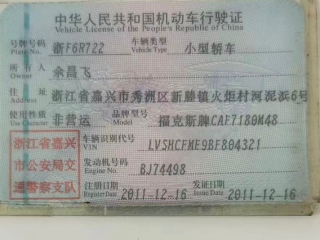 中华人民共和国机动车行驶证
Vehicle License of the People's Republic of China
号牌号码 浙F6R722 车辆类型 小型轿车
Plate No. Vehicle Type
所有人 余昌飞
Owner
住址 浙江省嘉兴市秀洲区新塍镇火炬村河泥浜6号
Address
使用性质 非营运 品牌型号 福克斯牌CAF7180M48
Use Character Model
浙江省嘉兴 车辆识别代号 LVSHCFME9BF804321
VIN
市公安局交 发动机号码 BJ74498
Engine No.
通警察支队 注册日期 2011-12-16 发证日期 2011-12-16
Register Date Issue Date